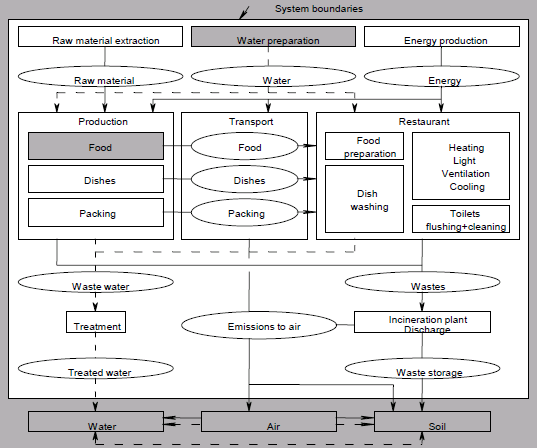 System boundaries
Raw material extraction
Water preparation
Energy production
Raw material
Water
Energy
Production
Transport
Restaurant
Food
Food
Food
preparation
Heating
Light
Ventilation
Cooling
Dishes
Dishes
Dish
washing
Packing
Packing
Toilets
flushing+cleaning
Waste water
Wastes
Treatment
Emissions to air
Incineration plant
Discharge
Treated water
Waste storage
Water
Air
Soil